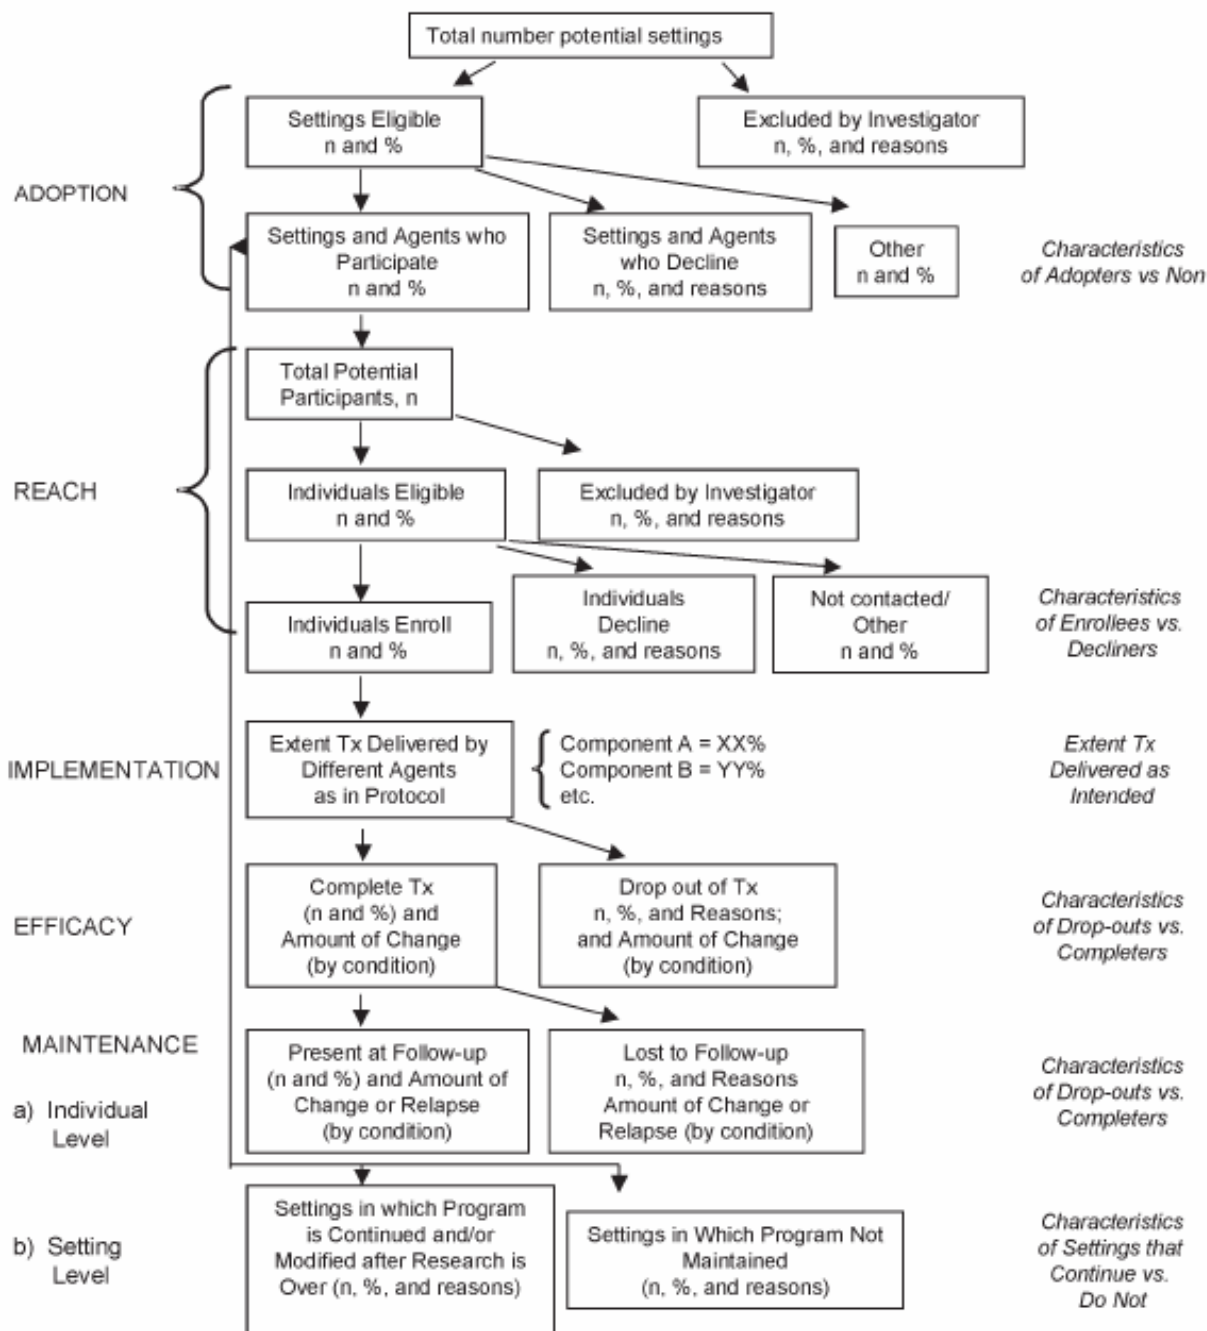 Total number potential settings
Settings Eligible
n and %
Excluded by Investigator
n, %, and reasons
ADOPTION
Settings and Agents who
Participate
n and %
Settings and Agents
who Decline
n, %, and reasons
Other
n and %
Characteristics
of Adopters vs Non
Total Potential
Participants, n
REACH
Individuals Eligible
n and %
Excluded by Investigator
n, %, and reasons
Individuals Enroll
n and %
Individuals
Decline
n, %, and reasons
Not contacted/
Other
n and %
Characteristics
of Enrollees vs.
Decliners
IMPLEMENTATION
Extent Tx Delivered by
Different Agents
as in Protocol
Component A = XX%
Component B = YY%
etc.
Extent Tx
Delivered as
Intended
EFFICACY
Complete Tx
(n and %) and
Amount of Change
(by condition)
Drop out of Tx
n, %, and Reasons;
and Amount of Change
(by condition)
Characteristics
of Drop-outs vs.
Completers
MAINTENANCE
a) Individual
Level
Present at Follow-up
(n and %) and Amount of
Change or Relapse
(by condition)
Lost to Follow-up
n, %, and Reasons
Amount of Change or
Relapse (by condition)
Characteristics
of Drop-outs vs.
Completers
b) Setting
Level
Settings in which Program
is Continued and/or
Modified after Research is
Over (n, %, and reasons)
Settings in Which Program Not
Maintained
(n, %, and reasons)
Characteristics
of Settings that
Continue vs.
Do Not